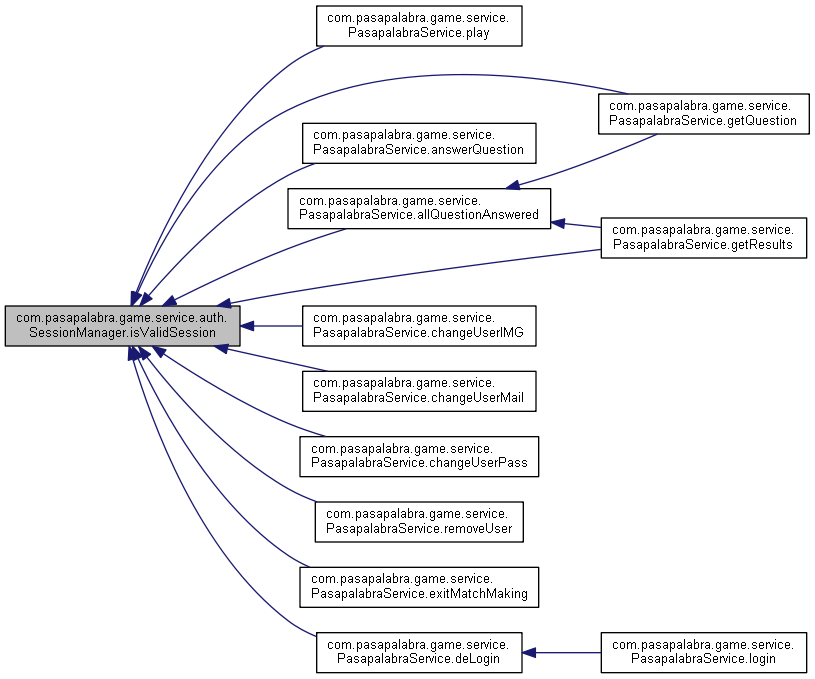 com.pasapalabra.game.service.
PasapalabraService.play
com.pasapalabra.game.service.
PasapalabraService.getQuestion
com.pasapalabra.game.service.
PasapalabraService.answerQuestion
com.pasapalabra.game.service.
PasapalabraService.allQuestionAnswered
com.pasapalabra.game.service.
PasapalabraService.getResults
com.pasapalabra.game.service.auth.
SessionManager.isValidSession
com.pasapalabra.game.service.
PasapalabraService.changeUserIMG
com.pasapalabra.game.service.
PasapalabraService.changeUserMail
com.pasapalabra.game.service.
PasapalabraService.changeUserPass
com.pasapalabra.game.service.
PasapalabraService.removeUser
com.pasapalabra.game.service.
PasapalabraService.exitMatchMaking
com.pasapalabra.game.service.
PasapalabraService.deLogin
com.pasapalabra.game.service.
PasapalabraService.login